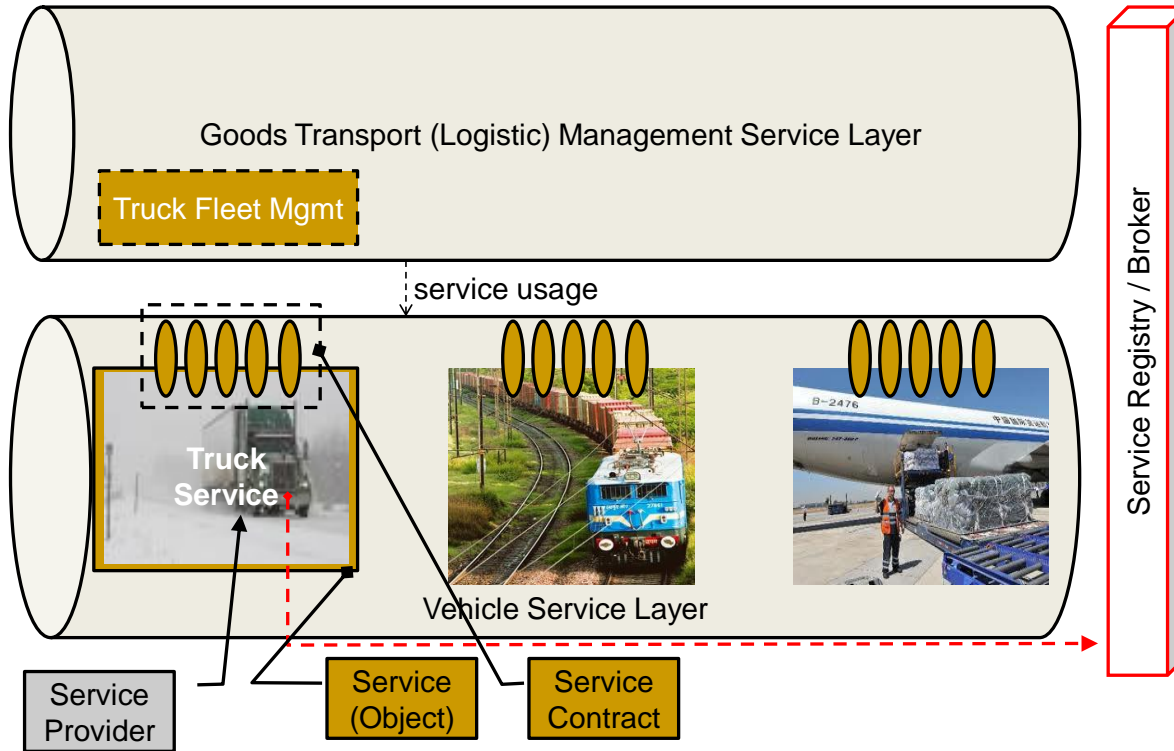 Goods Transport (Logistic) Management Service Layer
Truck Fleet Mgmt
service usage
Service Registry / Broker
Truck
Service
B-2476
Vehicle Service Layer
Service
Provider
Service
(Object)
Service
Contract